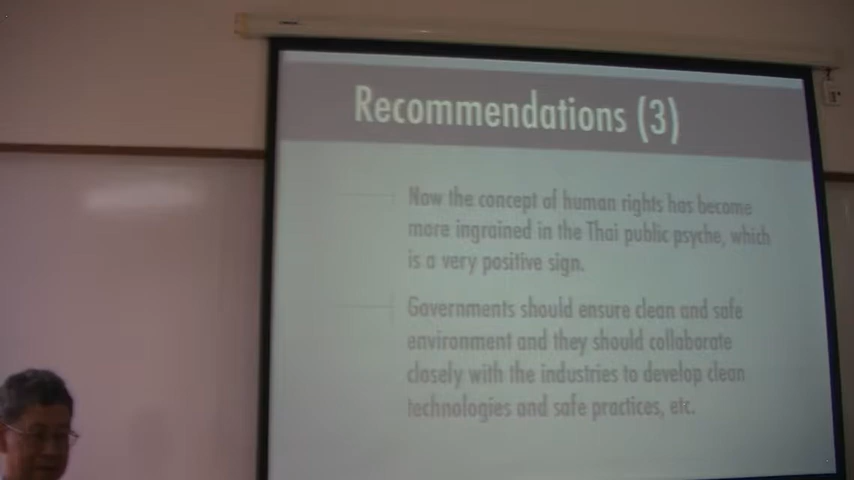 Recommendations (3)
Now the concept of human rights has become
more ingrained in the Thai public psyche, which
is a very positive sign.
Governments should ensure clean and safe
environment and they should collaborate
closely with the industries to develop clean
technologies and safe practices, etc.